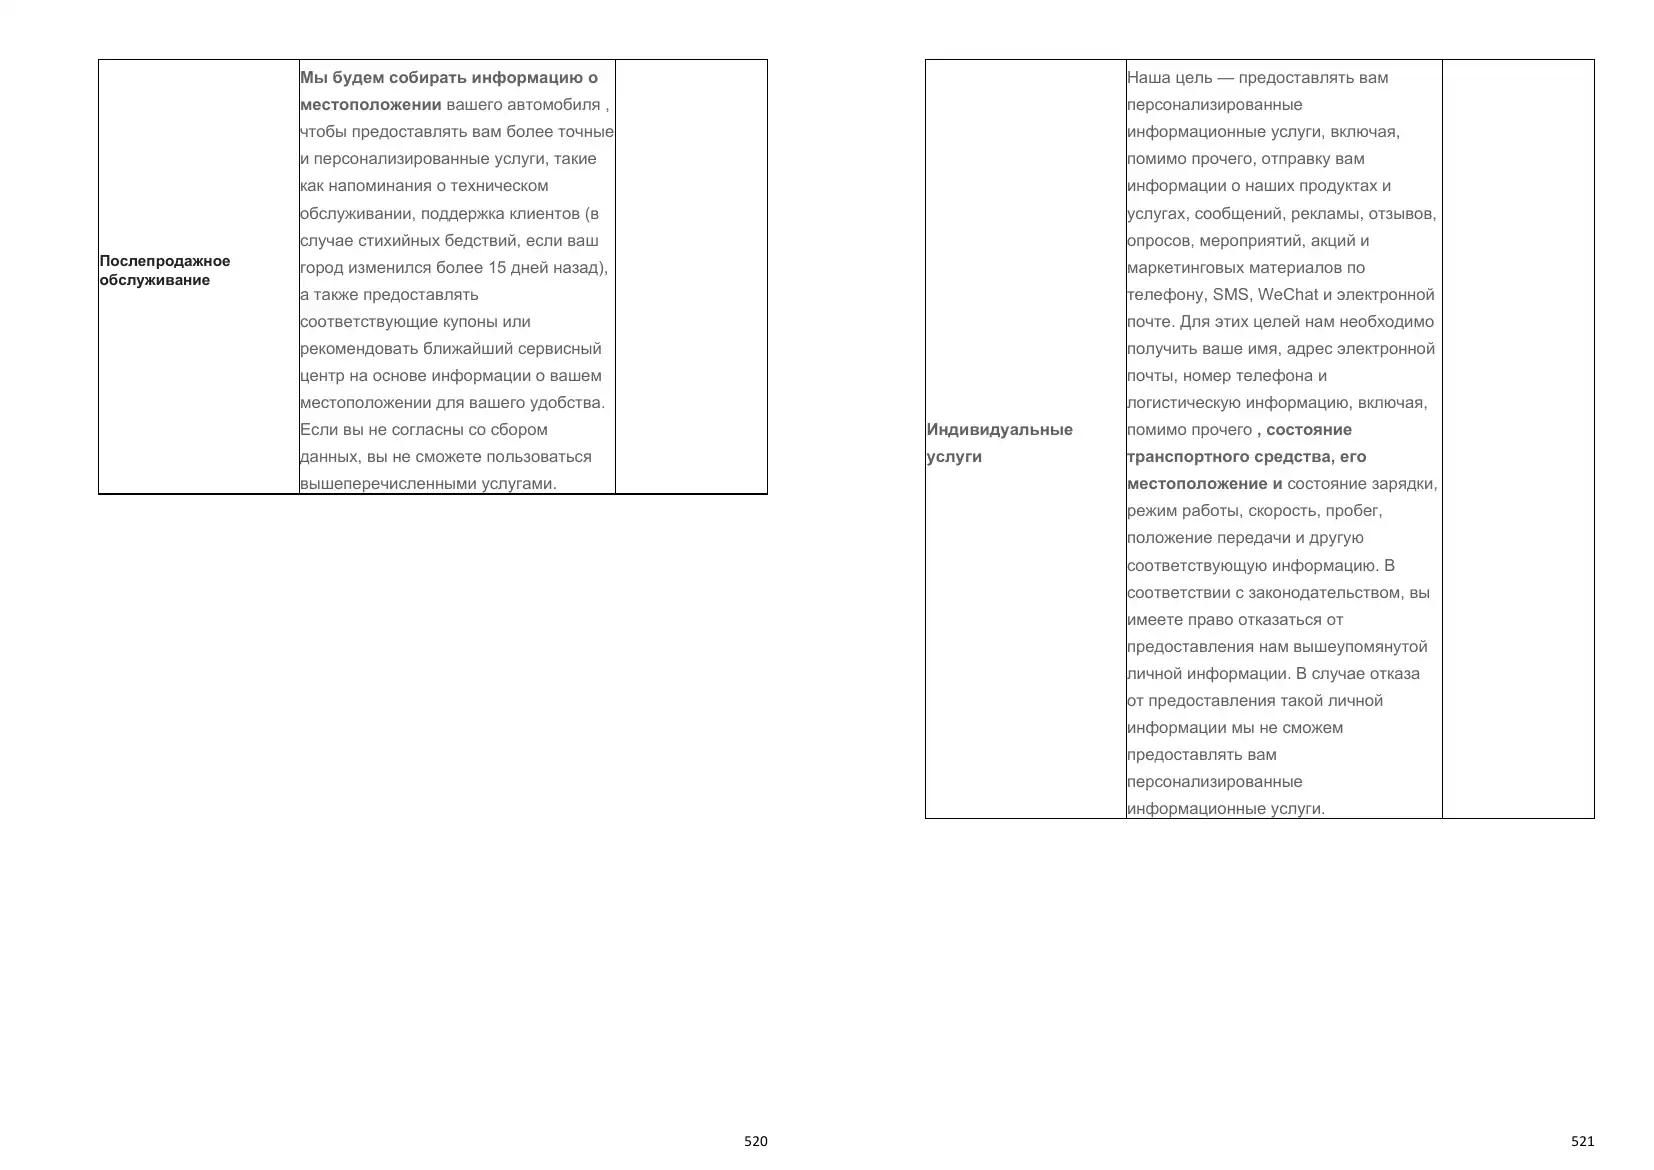 Послепродажное
обслуживание
Мы будем собирать информацию о
местоположении вашего автомобиля ,
чтобы предоставлять вам более точные
и персонализированные услуги, такие
как напоминания о техническом
обслуживании, поддержка клиентов (в
случае стихийных бедствий, если ваш
город изменился более 15 дней назад),
а также предоставлять
соответствующие купоны или
рекомендовать ближайший сервисный
центр на основе информации о вашем
местоположении для вашего удобства.
Если вы не согласны со сбором
данных, вы не сможете пользоваться
вышеперечисленными услугами.
520
Индивидуальные
услуги
Наша цель — предоставлять вам
персонализированные
информационные услуги, включая,
помимо прочего, отправку вам
информации о наших продуктах и
услугах, сообщений, рекламы, отзывов,
опросов, мероприятий, акций и
маркетинговых материалов по
телефону, SMS, WeChat и электронной
почте. Для этих целей нам необходимо
получить ваше имя, адрес электронной
почты, номер телефона и
логистическую информацию, включая,
помимо прочего , состояние
транспортного средства, его
местоположение и состояние зарядки,
режим работы, скорость, пробег,
положение передачи и другую
соответствующую информацию. В
соответствии с законодательством, вы
имеете право отказаться от
предоставления нам вышеупомянутой
личной информации. В случае отказа
от предоставления такой личной
информации мы не сможем
предоставлять вам
персонализированные
информационные услуги.
521